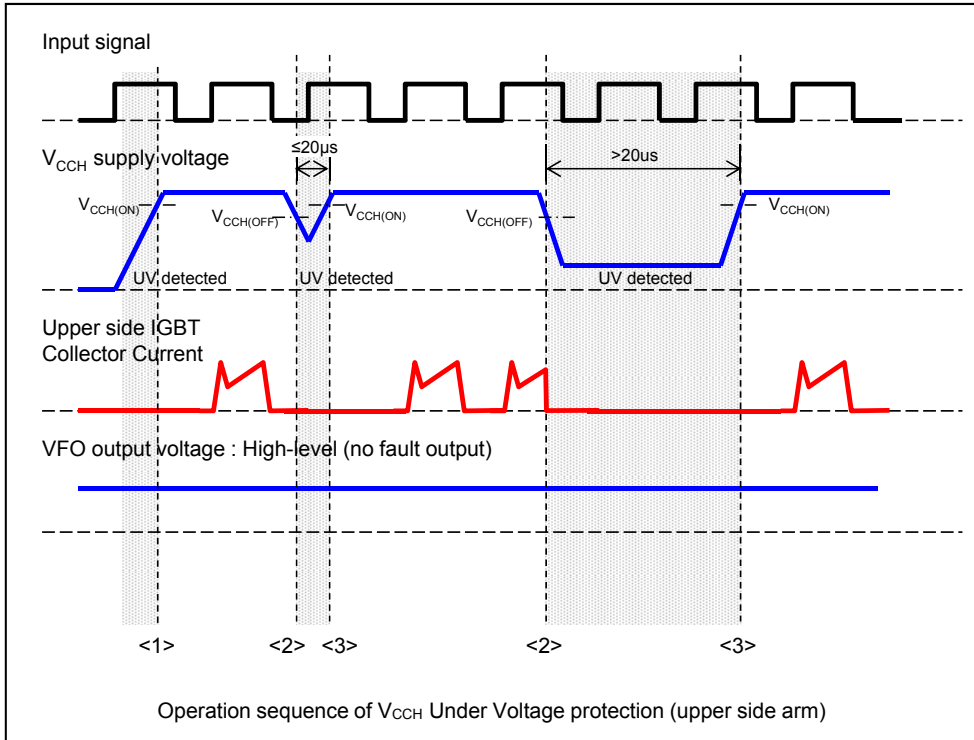 Input signal
≤20µs
>20us
VCCH supply voltage
VCCH(ON)
VCCH(OFF)
VCCH(ON)
VCCH(OFF)
VCCH(ON)
UV detected
UV detected
UV detected
Upper side IGBT
Collector Current
VFO output voltage : High-level (no fault output)
<1>
<2>
<3>
<2>
<3>
Operation sequence of VCCH Under Voltage protection (upper side arm)